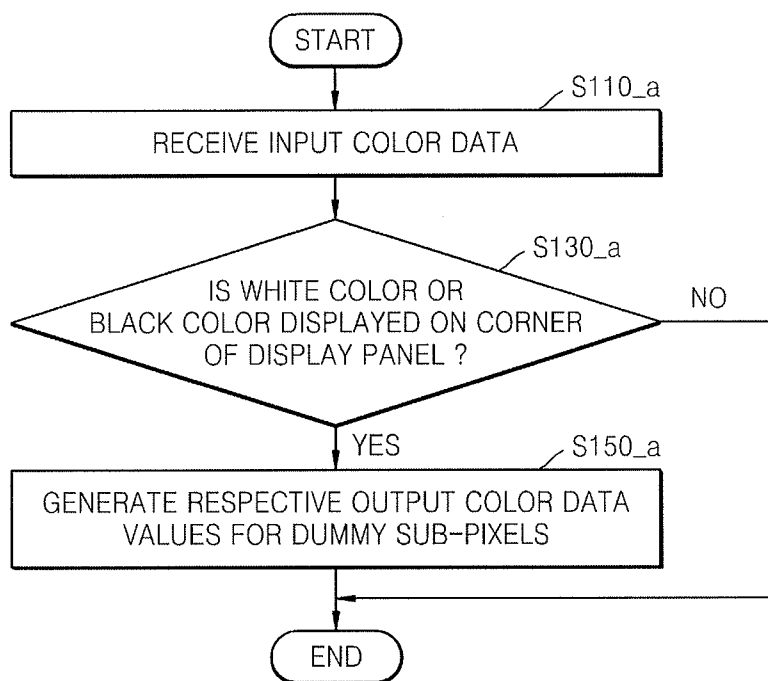 START
S110_a
RECEIVE INPUT COLOR DATA
S130_a
IS WHITE COLOR OR
BLACK COLOR DISPLAYED ON CORNER
OF DISPLAY PANEL ?
NO
YES
S150_a
GENERATE RESPECTIVE OUTPUT COLOR DATA
VALUES FOR DUMMY SUB-PIXELS
END